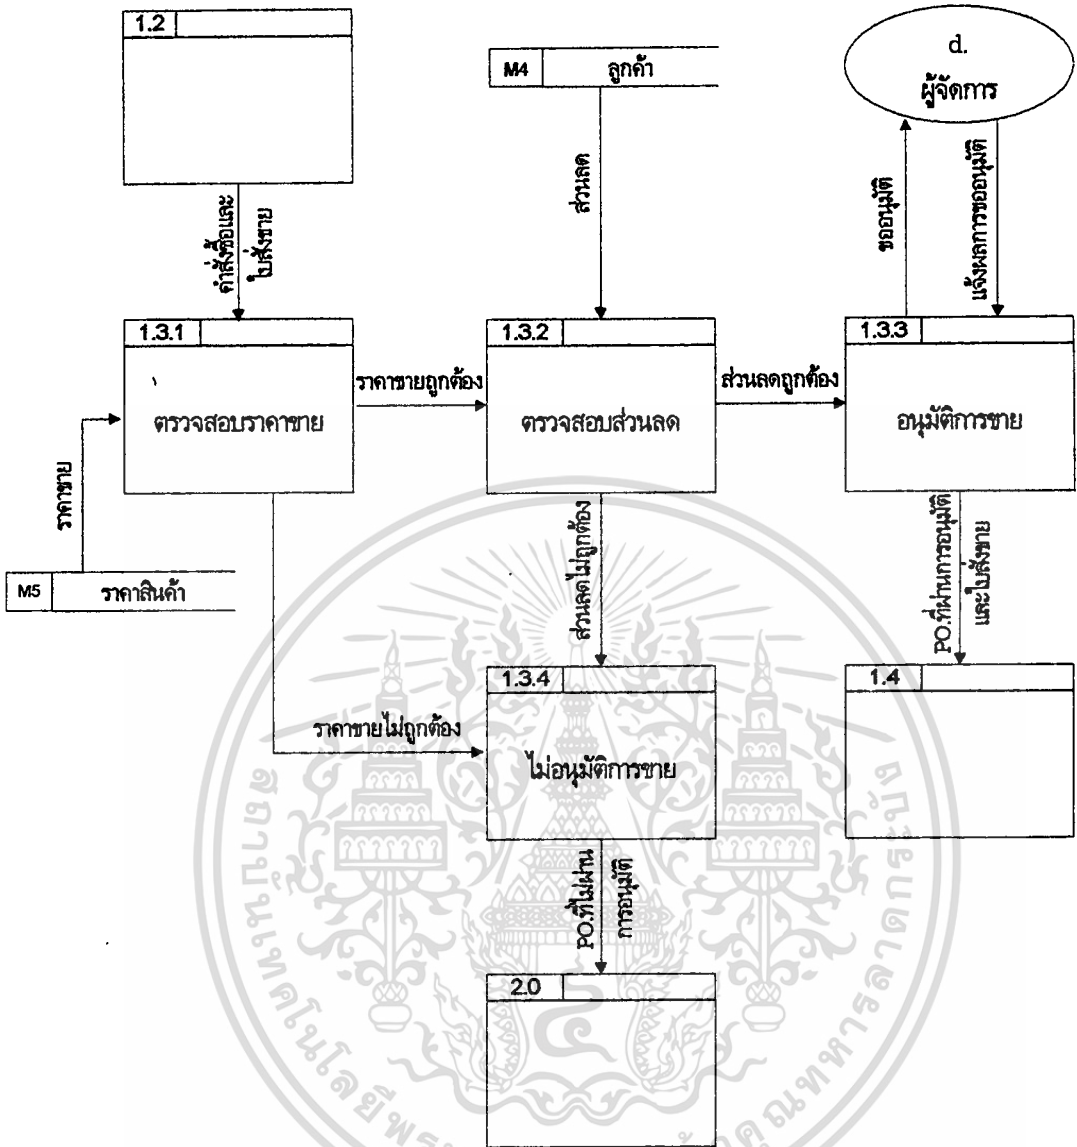 1.2
M4 ลูกค้า
d.
ผู้จัดการ
คำสั่งซื้อและ
ใบสั่งขาย
ส่วนลด
ขออนุมัติ
แจ้งผลการขออนุมัติ
1.3.1
ตรวจสอบราคาขาย
ราคาขายถูกต้อง
1.3.2
ตรวจสอบส่วนลด
ส่วนลดถูกต้อง
1.3.3
อนุมัติการขาย
ราคาขาย
M5 ราคาสินค้า
ส่วนลดไม่ถูกต้อง
PO.ที่ผ่านการอนุมัติ
และใบสั่งขาย
ราคาขายไม่ถูกต้อง
1.3.4
ไม่อนุมัติการขาย
1.4
PO.ที่ไม่ผ่าน
การอนุมัติ
2.0